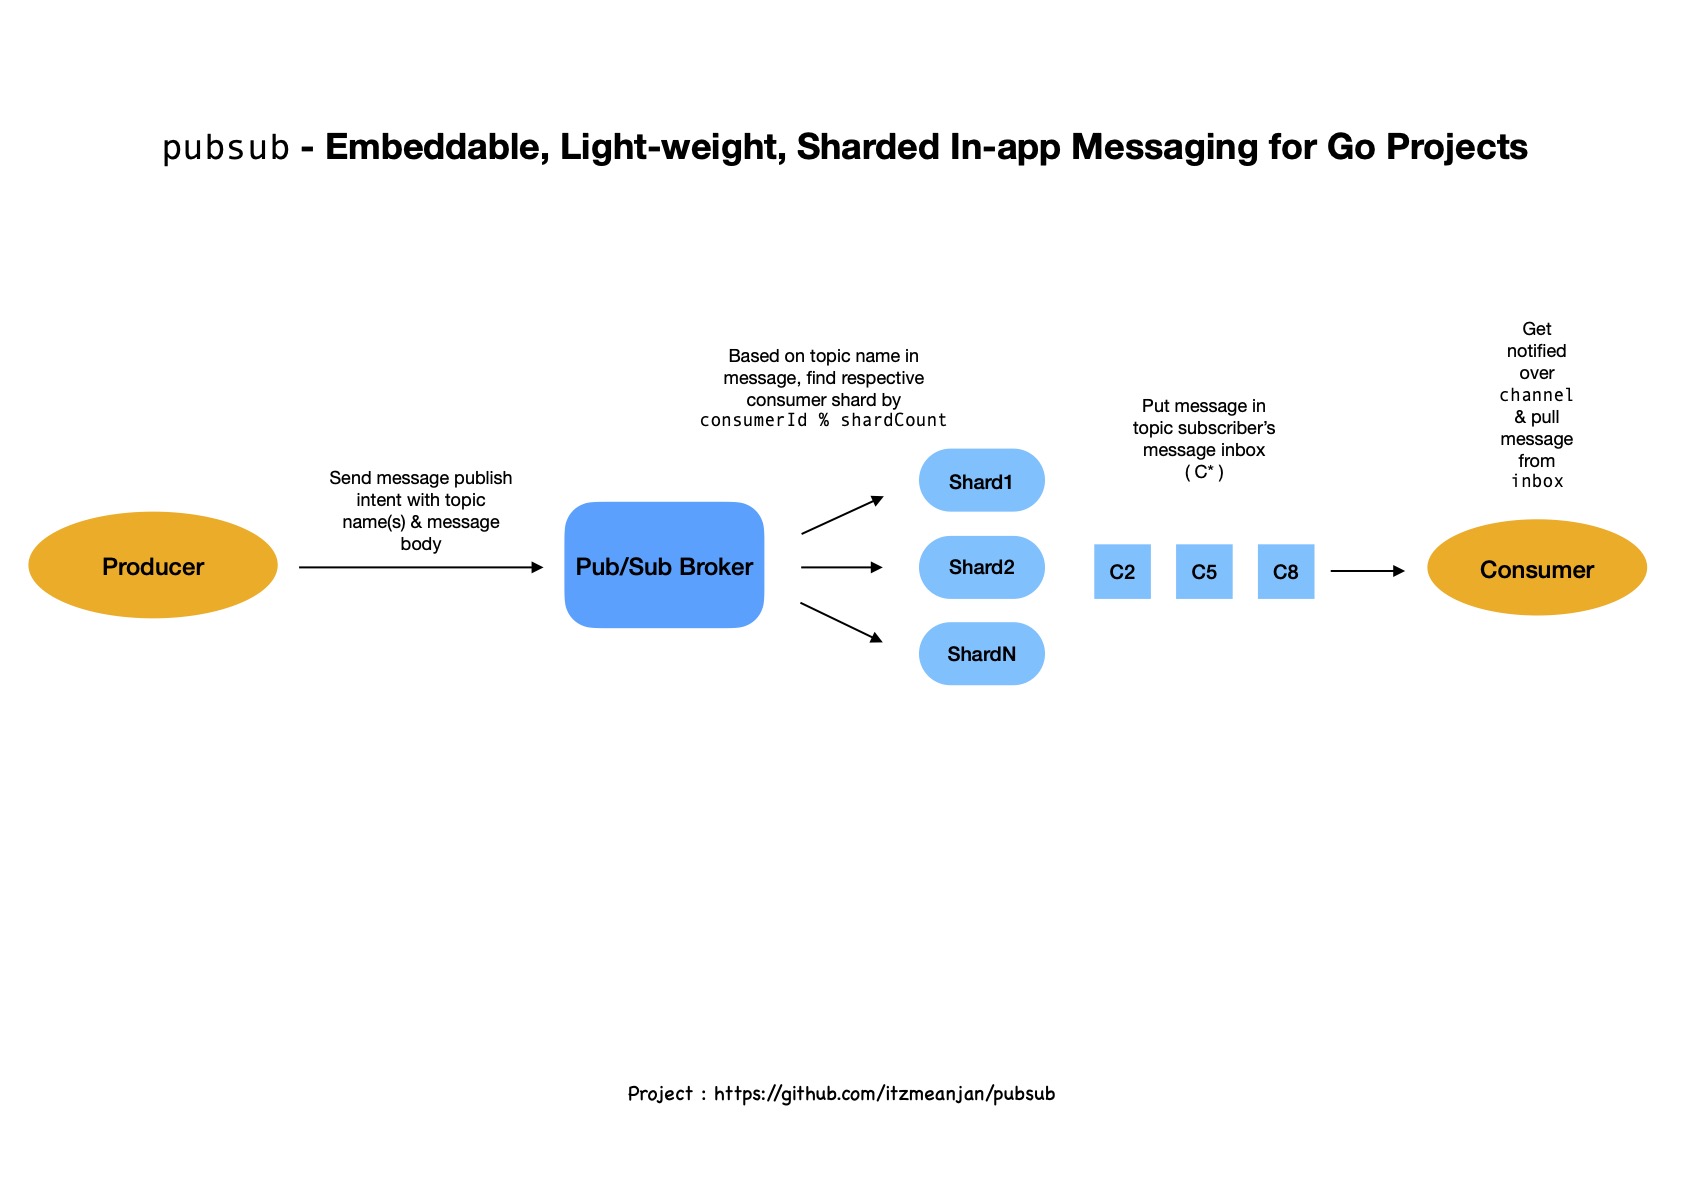 pubsub - Embeddable, Light-weight, Sharded In-app Messaging for Go Projects
Producer
Send message publish
intent with topic
name(s) & message
body
Pub/Sub Broker
Based on topic name in
message, find respective
consumer shard by
consumerId % shardCount
Shard1
Shard2
ShardN
Put message in
topic subscriber’s
message inbox
( C* )
C2
C5
C8
Get
notified
over
channel
& pull
message
from
inbox
Consumer
Project : https://github.com/itzmeanjan/pubsub